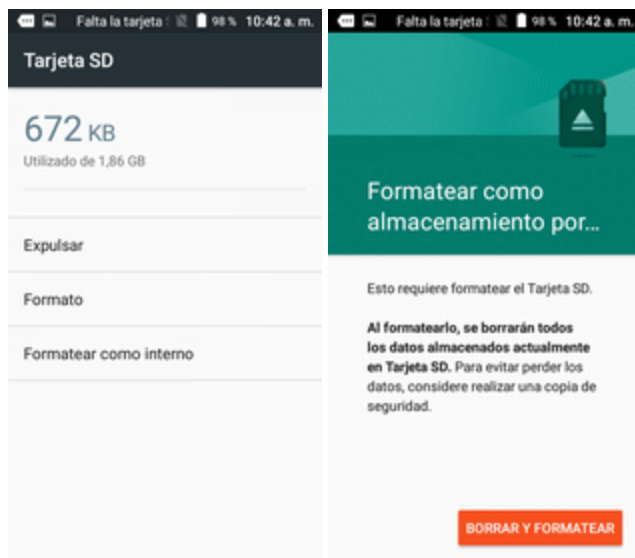 Falta la tarjeta
98 % 10:42 a. m.
Tarjeta SD
672 KB
Utilizado de 1,86 GB
Expulsar
Formato
Formatear como interno
Falta la tarjeta
98 % 10:42 a. m.
Formatear como
almacenamiento por...
Esto requiere formatear el Tarjeta SD.
Al formatearlo, se borrarán todos
los datos almacenados actualmente
en Tarjeta SD. Para evitar perder los
datos, considere realizar una copia de
seguridad.
BORRAR Y FORMATEAR